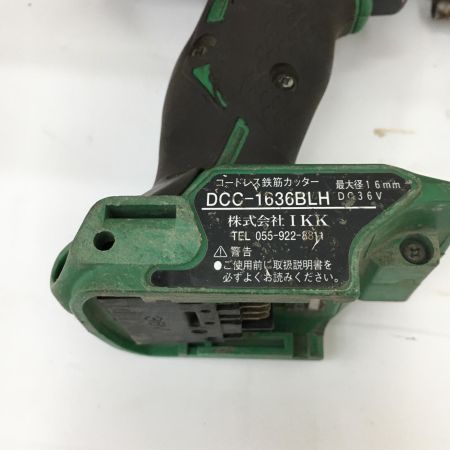 コードレス鉄筋カッター 最大径16mm
DCC-1636BLH DC36V
株式会社IKK
TEL 055-922-8811
⚠警告
●ご使用前に取扱説明書を
必ずよくお読みください。